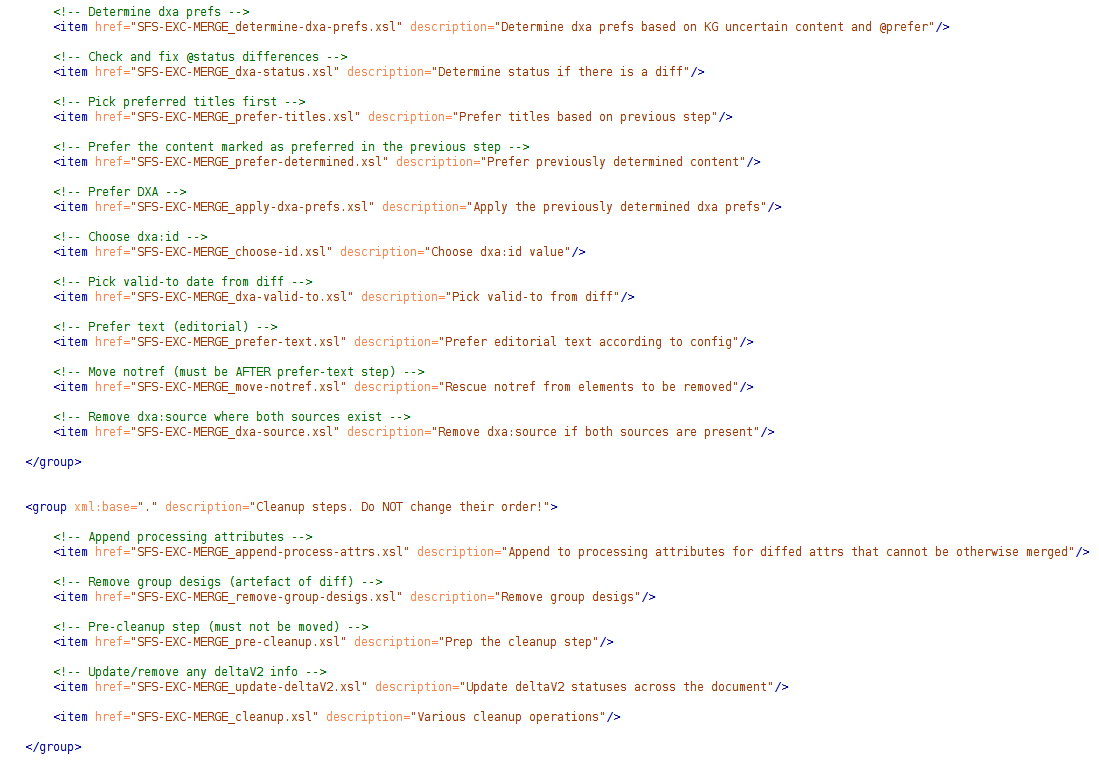 <!-- Determine dxa prefs -->
<item href="SFS-EXC-MERGE_determine-dxa-prefs.xsl" description="Determine dxa prefs based on KG uncertain content and @prefer"/>
<!-- Check and fix @status differences -->
<item href="SFS-EXC-MERGE_dxa-status.xsl" description="Determine status if there is a diff"/>
<!-- Pick preferred titles first -->
<item href="SFS-EXC-MERGE_prefer-titles.xsl" description="Prefer titles based on previous step"/>
<!-- Prefer the content marked as preferred in the previous step -->
<item href="SFS-EXC-MERGE_prefer-determined.xsl" description="Prefer previously determined content"/>
<!-- Prefer DXA -->
<item href="SFS-EXC-MERGE_apply-dxa-prefs.xsl" description="Apply the previously determined dxa prefs"/>
<!-- Choose dxa:id -->
<item href="SFS-EXC-MERGE_choose-id.xsl" description="Choose dxa:id value"/>
<!-- Pick valid-to date from diff -->
<item href="SFS-EXC-MERGE_dxa-valid-to.xsl" description="Pick valid-to from diff"/>
<!-- Prefer text (editorial) -->
<item href="SFS-EXC-MERGE_prefer-text.xsl" description="Prefer editorial text according to config"/>
<!-- Move notref (must be AFTER prefer-text step) -->
<item href="SFS-EXC-MERGE_move-notref.xsl" description="Rescue notref from elements to be removed"/>
<!-- Remove dxa:source where both sources exist -->
<item href="SFS-EXC-MERGE_dxa-source.xsl" description="Remove dxa:source if both sources are present"/>
</group>
<group xml:base="." description="Cleanup steps. Do NOT change their order!">
<!-- Append processing attributes -->
<item href="SFS-EXC-MERGE_append-process-attrs.xsl" description="Append to processing attributes for diffed attrs that cannot be otherwise merged"/>
<!-- Remove group desigs (artefact of diff) -->
<item href="SFS-EXC-MERGE_remove-group-desigs.xsl" description="Remove group desigs"/>
<!-- Pre-cleanup step (must not be moved) -->
<item href="SFS-EXC-MERGE_pre-cleanup.xsl" description="Prep the cleanup step"/>
<!-- Update/remove any deltaV2 info -->
<item href="SFS-EXC-MERGE_update-deltaV2.xsl" description="Update deltaV2 statuses across the document"/>
<item href="SFS-EXC-MERGE_cleanup.xsl" description="Various cleanup operations"/>
</group>